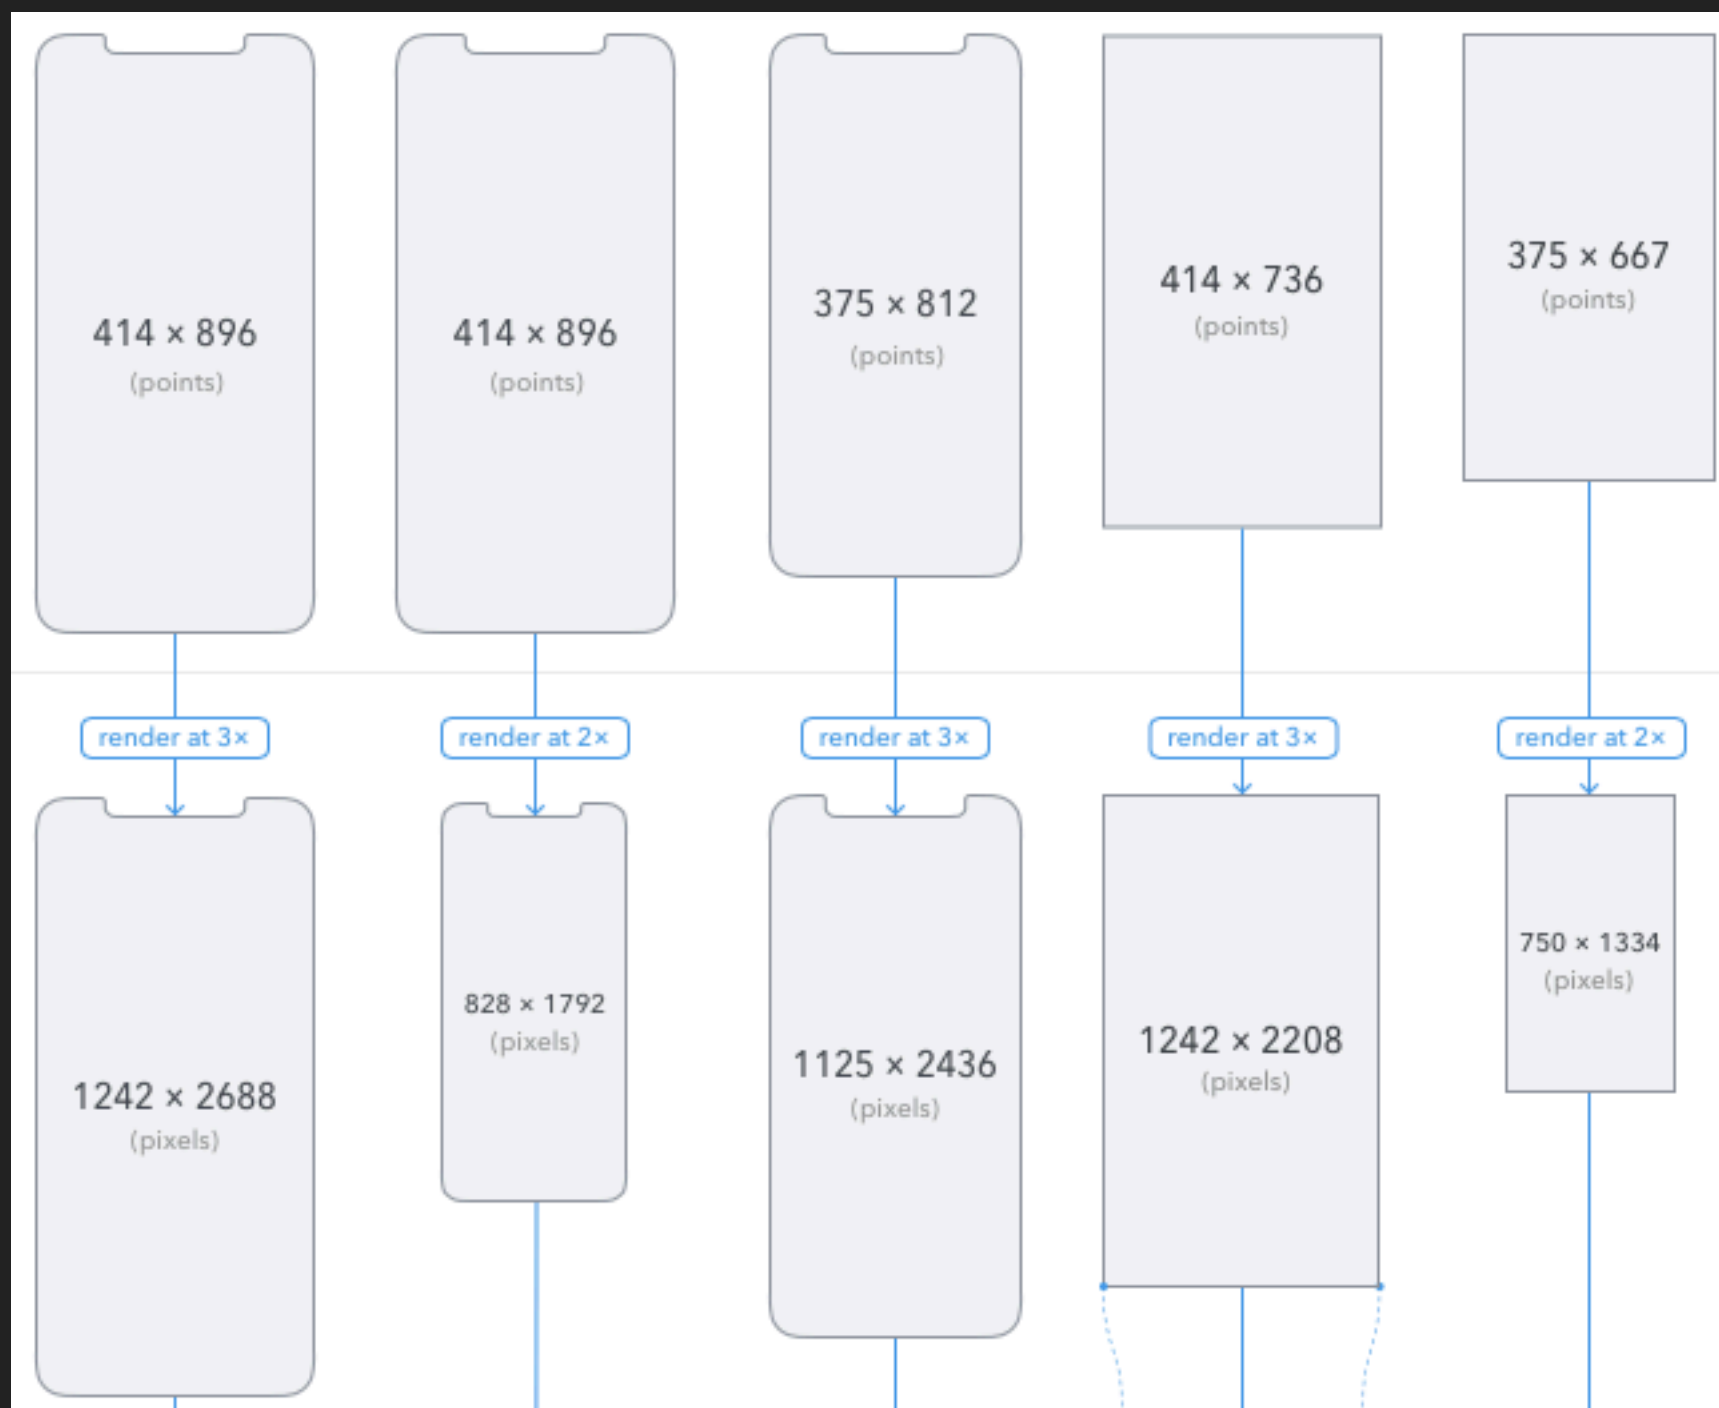 414 × 896
(points)
414 × 896
(points)
375 × 812
(points)
414 × 736
(points)
375 × 667
(points)
render at 3×
render at 2×
render at 3×
render at 3×
render at 2×
1242 × 2688
(pixels)
828 × 1792
(pixels)
1125 × 2436
(pixels)
1242 × 2208
(pixels)
750 × 1334
(pixels)